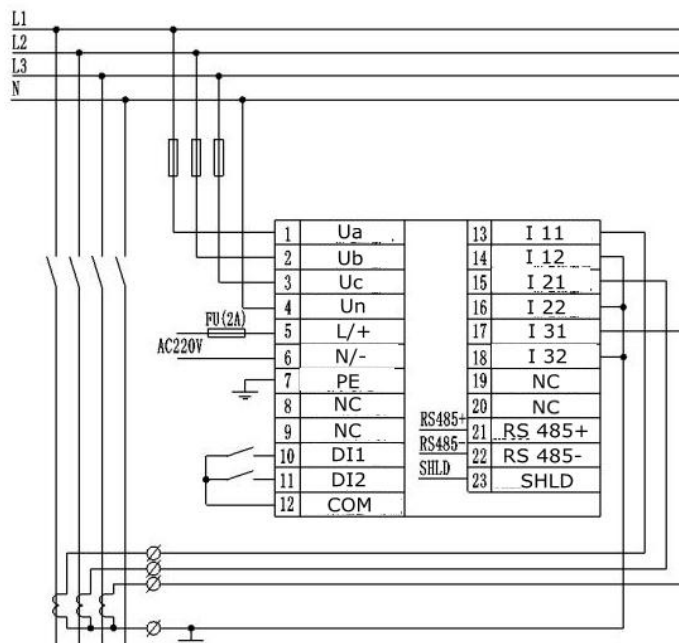 L1
L2
L3
N
1 Ua 13 I 11
2 Ub 14 I 12
3 Uc 15 I 21
4 Un 16 I 22
FU(2A) 5 L/+ 17 I 31
AC220V 6 N/- 18 I 32
7 PE 19 NC
8 NC 20 NC
9 NC RS485+ 21 RS 485+
10 DI1 RS485- 22 RS 485-
11 DI2 SHLD 23 SHLD
12 COM